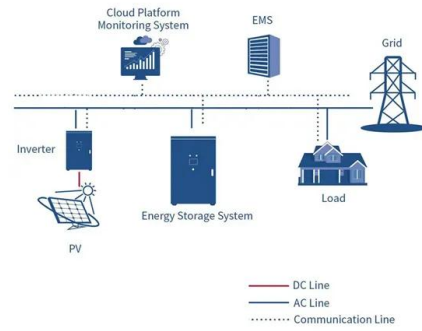 Cloud Platform
Monitoring System
EMS
Grid
Inverter
Energy Storage System
Load
PV
DC Line
AC Line
Communication Line